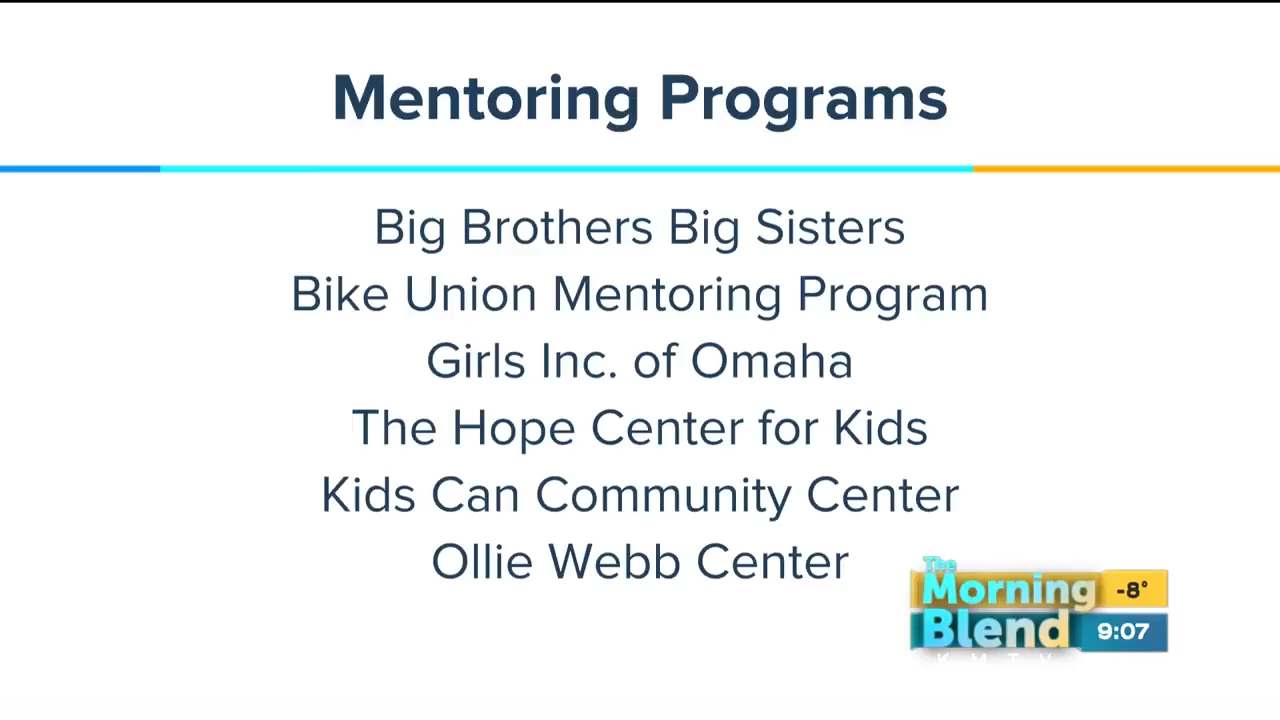 Mentoring Programs
Big Brothers Big Sisters
Bike Union Mentoring Program
Girls Inc. of Omaha
The Hope Center for Kids
Kids Can Community Center
Ollie Webb Center
The
Morning
-8°
Blend
9:07
K M T V